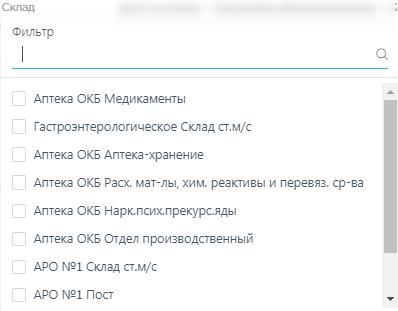 Склад
Фильтр
Аптека ОКБ Медикаменты
Гастроэнтерологическое Склад ст.м/с
Аптека ОКБ Аптека-хранение
Аптека ОКБ Расх. мат-лы, хим. реактивы и перевяз. ср-ва
Аптека ОКБ Нарк.псих.прекурс.яды
Аптека ОКБ Отдел производственный
АРО №1 Склад ст.м/с
АРО №1 Пост